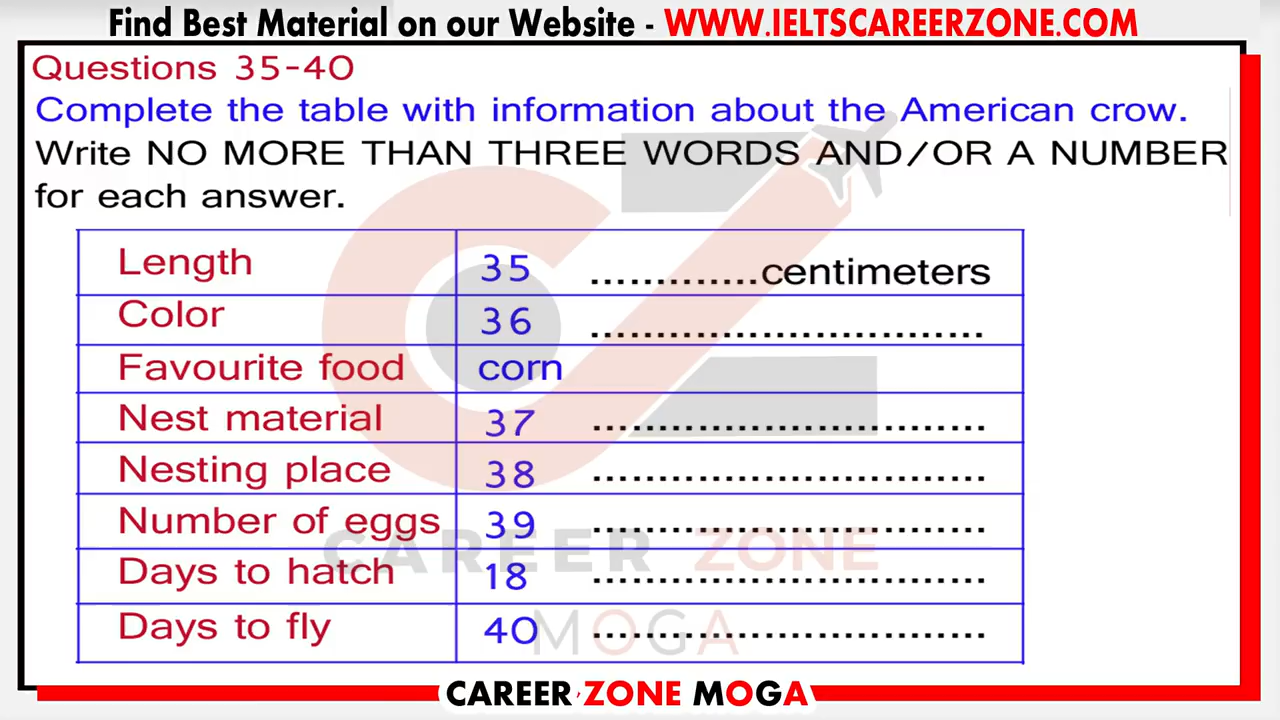 Find Best Material on our Website - WWW.IELTSCAREERZONE.COM
Questions 35-40
Complete the table with information about the American crow.
Write NO MORE THAN THREE WORDS AND/OR A NUMBER
for each answer.
Length 35 .............centimeters
Color 36 ..............................
Favourite food corn
Nest material 37 ..............................
Nesting place 38 ..............................
Number of eggs 39 ..............................
Days to hatch 18 ..............................
Days to fly 40 ..............................
CAREER ZONE
MOGA
CAREER ZONE MOGA